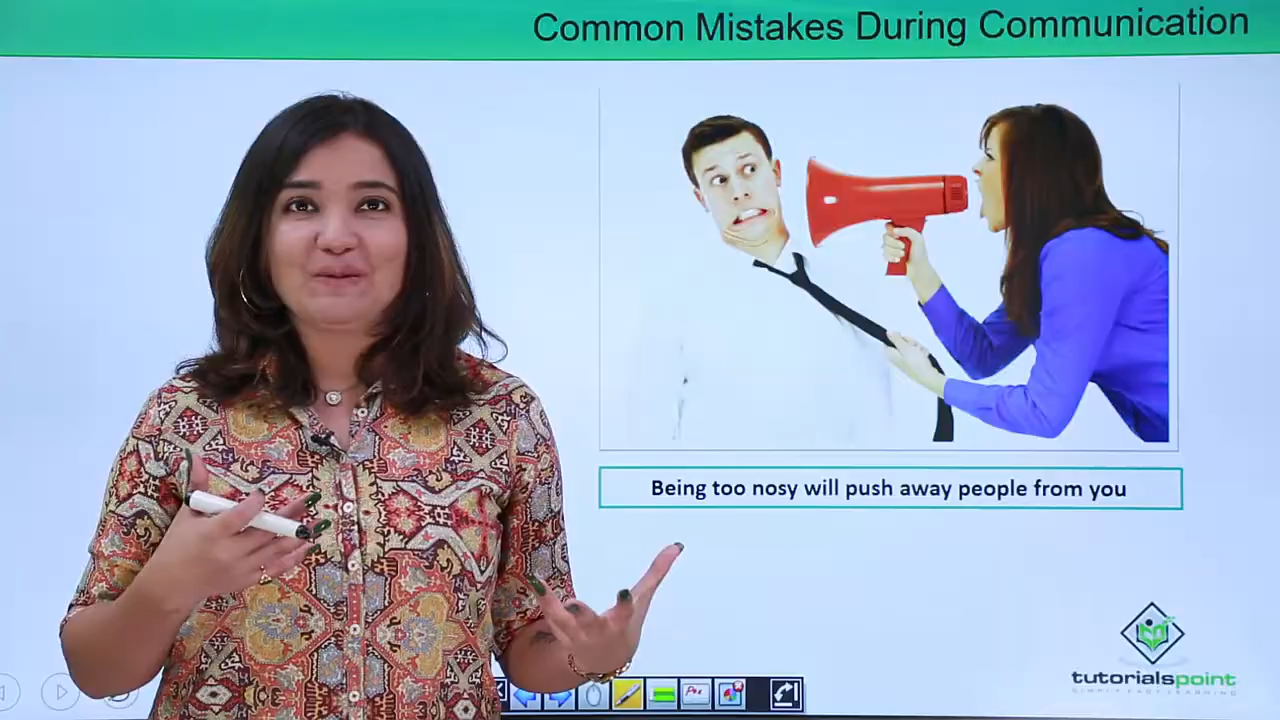 Common Mistakes During Communication
Being too nosy will push away people from you
tutorialspoint
SIMPLY EASY LEARNING